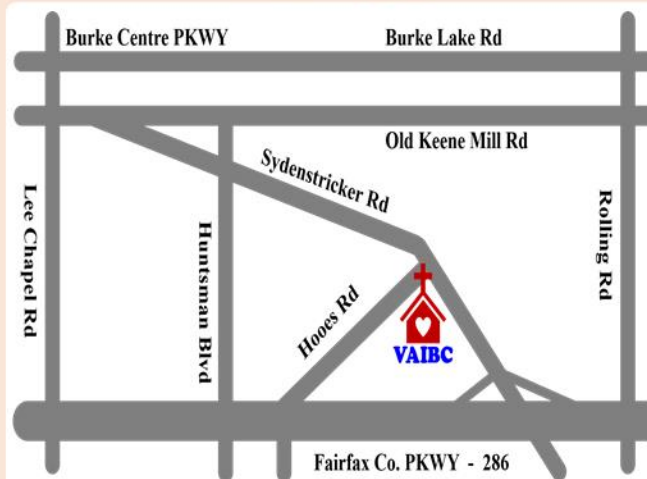 Burke Centre PKWY
Burke Lake Rd
Old Keene Mill Rd
Sydenstricker Rd
Lee Chapel Rd
Huntsman Blvd
Rolling Rd
Hooes Rd
VAIBC
Fairfax Co. PKWY - 286